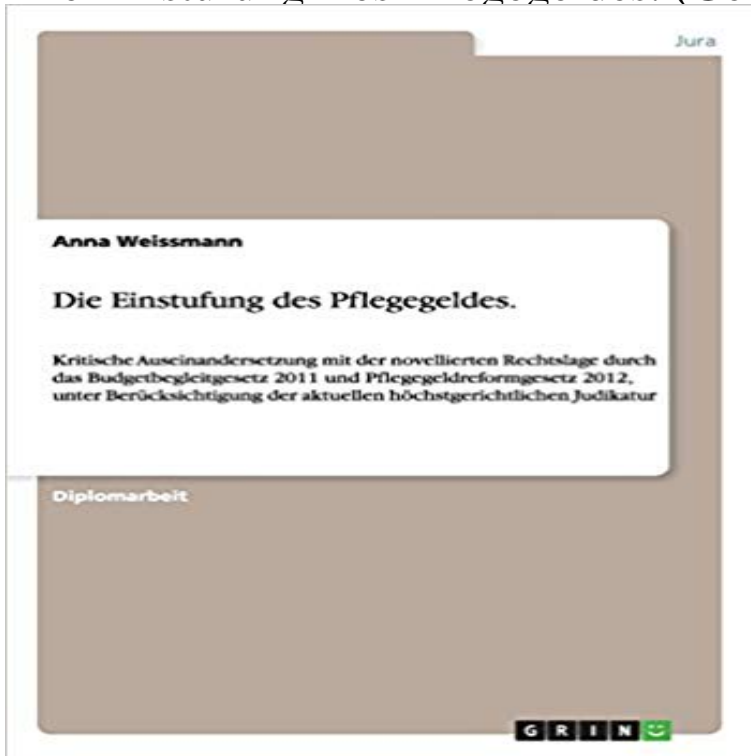 Jura
Anna Weissmann
Die Einstufung des Pflegegeldes.
Kritische Auseinandersetzung mit der novellierten Rechtslage durch
das Budgetbegleitgesetz 2011 und Pflegegeldreformgesetz 2012,
unter Berücksichtigung der aktuellen höchstgerichtlichen Judikatur
Diplomarbeit
GRIN